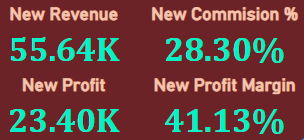 New Revenue New Commision %
55.64K 28.30%
New Profit New Profit Margin
23.40K 41.13%